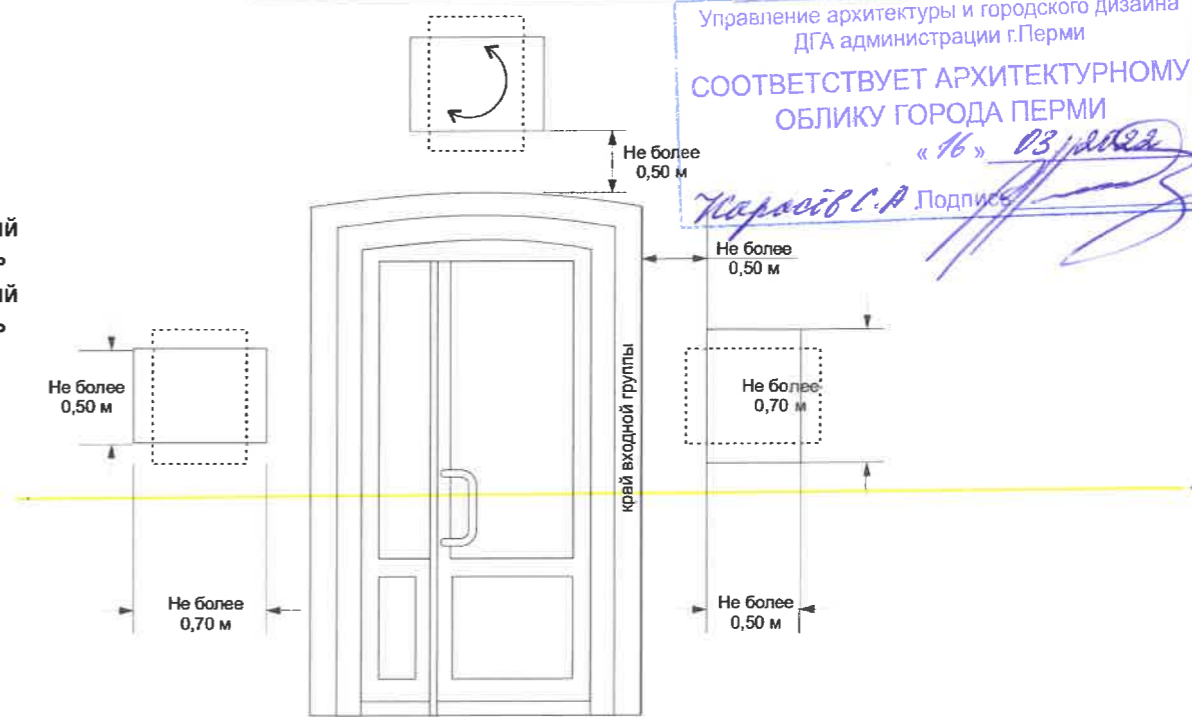 Управление архитектуры и городского дизайна
ДГА администрации г.Перми
СООТВЕТСТВУЕТ АРХИТЕКТУРНОМУ
ОБЛИКУ ГОРОДА ПЕРМИ
« 16 » 03 2022
С.А. Подпись
Не более
0,50 м
Не более
0,50 м
край входной группы
Не более
0,50 м
Не более
0,70 м
Не более
0,70 м
Не более
0,50 м